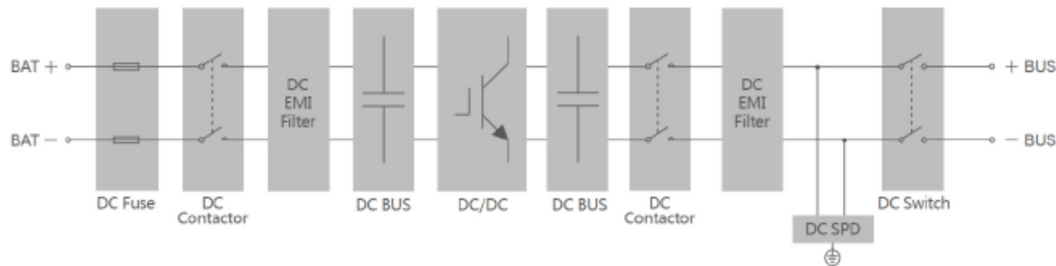 BAT +
BAT −
DC Fuse
DC
Contactor
DC
EMI
Filter
DC BUS
DC/DC
DC BUS
DC
Contactor
DC
EMI
Filter
DC SPD
DC Switch
+ BUS
− BUS